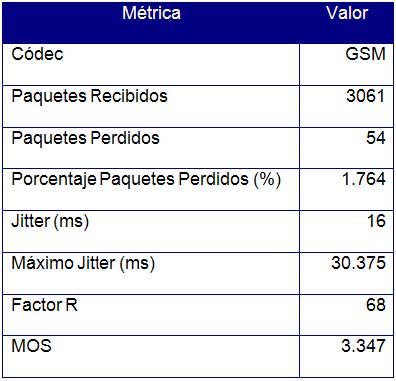 Métrica Valor
Códec GSM
Paquetes Recibidos 3061
Paquetes Perdidos 54
Porcentaje Paquetes Perdidos (%) 1.764
Jitter (ms) 16
Máximo Jitter (ms) 30.375
Factor R 68
MOS 3.347